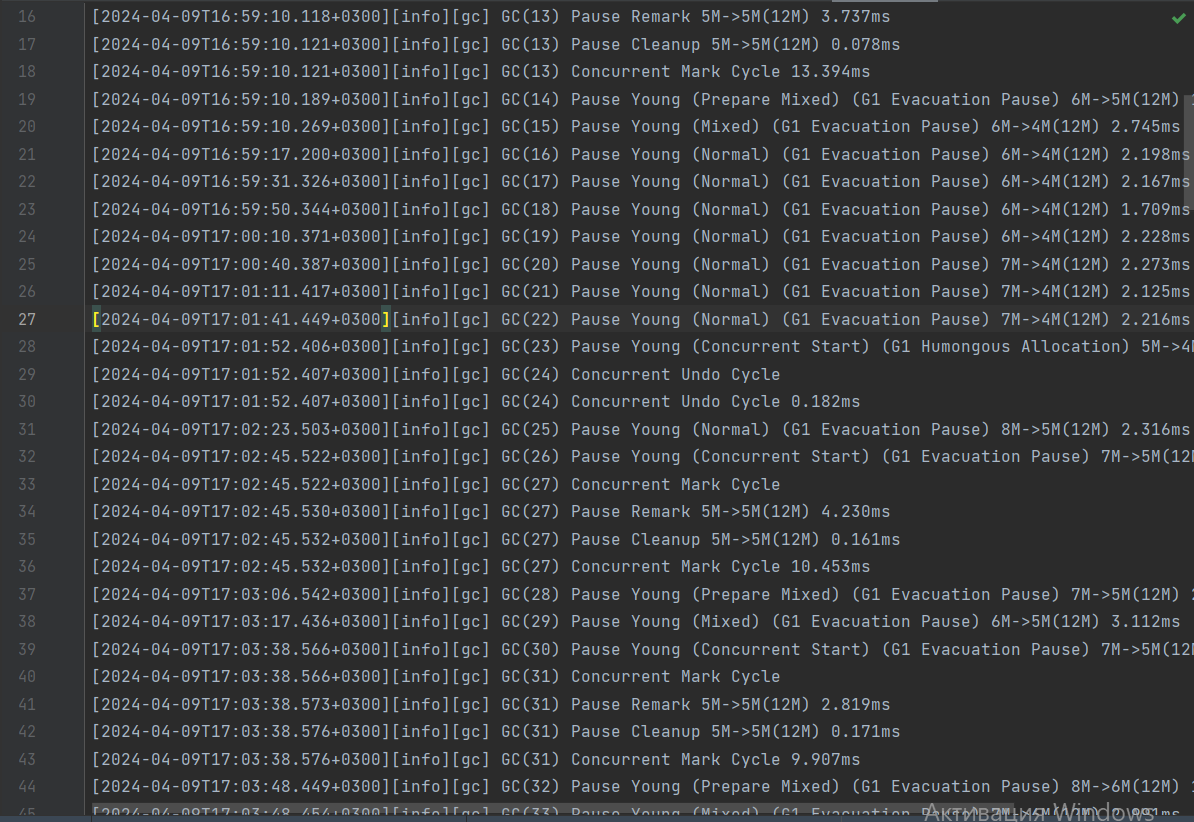 16 [2024-04-09T16:59:10.118+0300][info][gc] GC(13) Pause Remark 5M->5M(12M) 3.737ms
17 [2024-04-09T16:59:10.121+0300][info][gc] GC(13) Pause Cleanup 5M->5M(12M) 0.078ms
18 [2024-04-09T16:59:10.121+0300][info][gc] GC(13) Concurrent Mark Cycle 13.394ms
19 [2024-04-09T16:59:10.189+0300][info][gc] GC(14) Pause Young (Prepare Mixed) (G1 Evacuation Pause) 6M->5M(12M)
20 [2024-04-09T16:59:10.269+0300][info][gc] GC(15) Pause Young (Mixed) (G1 Evacuation Pause) 6M->4M(12M) 2.745ms
21 [2024-04-09T16:59:17.200+0300][info][gc] GC(16) Pause Young (Normal) (G1 Evacuation Pause) 6M->4M(12M) 2.198ms
22 [2024-04-09T16:59:31.326+0300][info][gc] GC(17) Pause Young (Normal) (G1 Evacuation Pause) 6M->4M(12M) 2.167ms
23 [2024-04-09T16:59:50.344+0300][info][gc] GC(18) Pause Young (Normal) (G1 Evacuation Pause) 6M->4M(12M) 1.709ms
24 [2024-04-09T17:00:10.371+0300][info][gc] GC(19) Pause Young (Normal) (G1 Evacuation Pause) 6M->4M(12M) 2.228ms
25 [2024-04-09T17:00:40.387+0300][info][gc] GC(20) Pause Young (Normal) (G1 Evacuation Pause) 7M->4M(12M) 2.273ms
26 [2024-04-09T17:01:11.417+0300][info][gc] GC(21) Pause Young (Normal) (G1 Evacuation Pause) 7M->4M(12M) 2.125ms
27 [2024-04-09T17:01:41.449+0300][info][gc] GC(22) Pause Young (Normal) (G1 Evacuation Pause) 7M->4M(12M) 2.216ms
28 [2024-04-09T17:01:52.406+0300][info][gc] GC(23) Pause Young (Concurrent Start) (G1 Humongous Allocation) 5M->4M
29 [2024-04-09T17:01:52.407+0300][info][gc] GC(24) Concurrent Undo Cycle
30 [2024-04-09T17:01:52.407+0300][info][gc] GC(24) Concurrent Undo Cycle 0.182ms
31 [2024-04-09T17:02:23.503+0300][info][gc] GC(25) Pause Young (Normal) (G1 Evacuation Pause) 8M->5M(12M) 2.316ms
32 [2024-04-09T17:02:45.522+0300][info][gc] GC(26) Pause Young (Concurrent Start) (G1 Evacuation Pause) 7M->5M(12M
33 [2024-04-09T17:02:45.522+0300][info][gc] GC(27) Concurrent Mark Cycle
34 [2024-04-09T17:02:45.530+0300][info][gc] GC(27) Pause Remark 5M->5M(12M) 4.230ms
35 [2024-04-09T17:02:45.532+0300][info][gc] GC(27) Pause Cleanup 5M->5M(12M) 0.161ms
36 [2024-04-09T17:02:45.532+0300][info][gc] GC(27) Concurrent Mark Cycle 10.453ms
37 [2024-04-09T17:03:06.542+0300][info][gc] GC(28) Pause Young (Prepare Mixed) (G1 Evacuation Pause) 7M->5M(12M)
38 [2024-04-09T17:03:17.436+0300][info][gc] GC(29) Pause Young (Mixed) (G1 Evacuation Pause) 6M->5M(12M) 3.112ms
39 [2024-04-09T17:03:38.566+0300][info][gc] GC(30) Pause Young (Concurrent Start) (G1 Evacuation Pause) 7M->5M(12M
40 [2024-04-09T17:03:38.566+0300][info][gc] GC(31) Concurrent Mark Cycle
41 [2024-04-09T17:03:38.573+0300][info][gc] GC(31) Pause Remark 5M->5M(12M) 2.819ms
42 [2024-04-09T17:03:38.576+0300][info][gc] GC(31) Pause Cleanup 5M->5M(12M) 0.171ms
43 [2024-04-09T17:03:38.576+0300][info][gc] GC(31) Concurrent Mark Cycle 9.907ms
44 [2024-04-09T17:03:48.449+0300][info][gc] GC(32) Pause Young (Prepare Mixed) (G1 Evacuation Pause) 8M->6M(12M)
45 [2024-04-09T17:03:48.454+0300][info][gc] GC(33) Pause Young (Mixed) (G1 Evacuation
Активация Windows